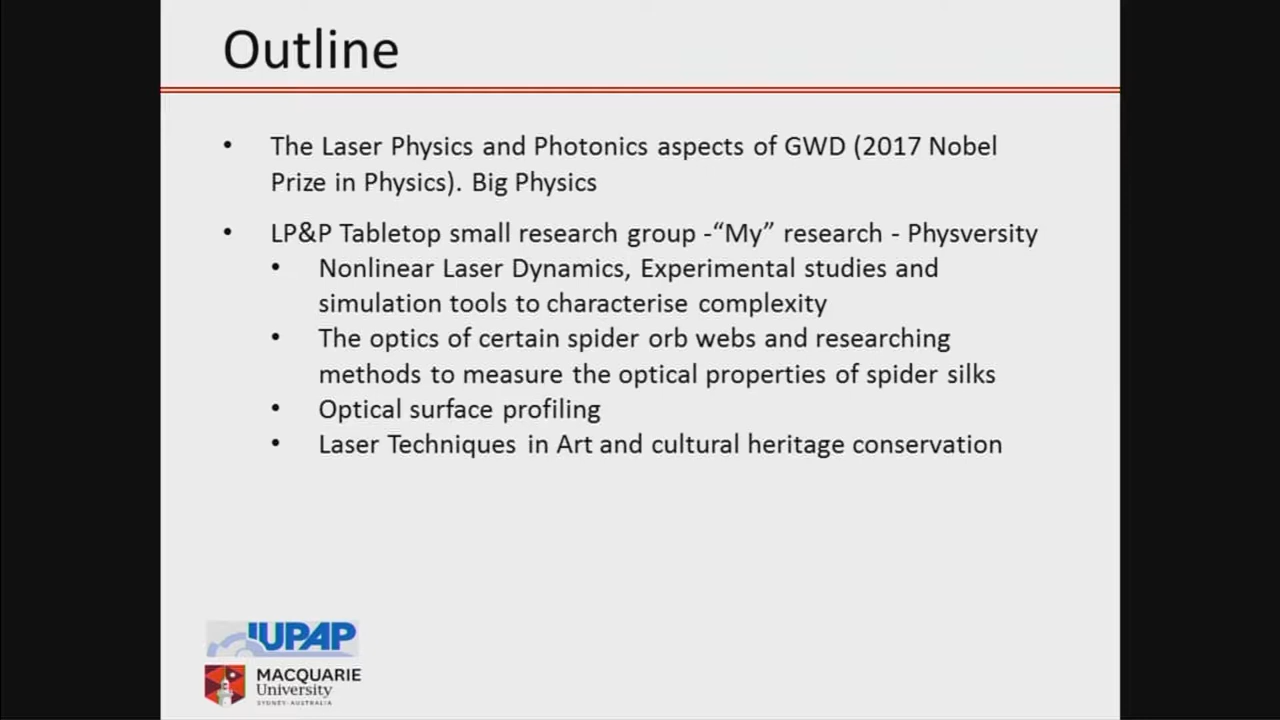 Outline
• The Laser Physics and Photonics aspects of GWD (2017 Nobel
Prize in Physics). Big Physics
• LP&P Tabletop small research group -“My” research - Physversity
• Nonlinear Laser Dynamics, Experimental studies and
simulation tools to characterise complexity
• The optics of certain spider orb webs and researching
methods to measure the optical properties of spider silks
• Optical surface profiling
• Laser Techniques in Art and cultural heritage conservation
IUPAP
MACQUARIE
University
SYDNEY·AUSTRALIA